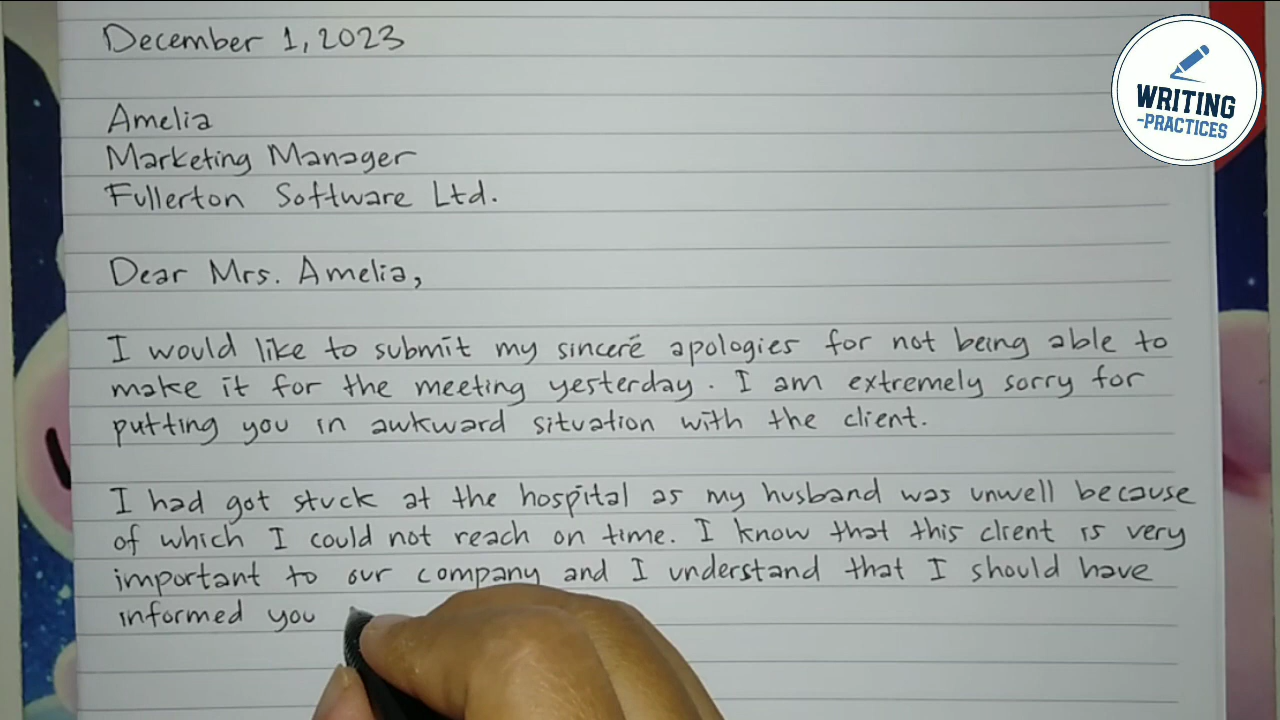 December 1, 2023
Amelia
Marketing Manager
Fullerton Software Ltd.
Dear Mrs. Amelia,
I would like to submit my sincere apologies for not being able to
make it for the meeting yesterday. I am extremely sorry for
putting you in awkward situation with the client.
I had got stuck at the hospital as my husband was unwell because
of which I could not reach on time. I know that this client is very
important to our company and I understand that I should have
informed you
WRITING
-PRACTICES